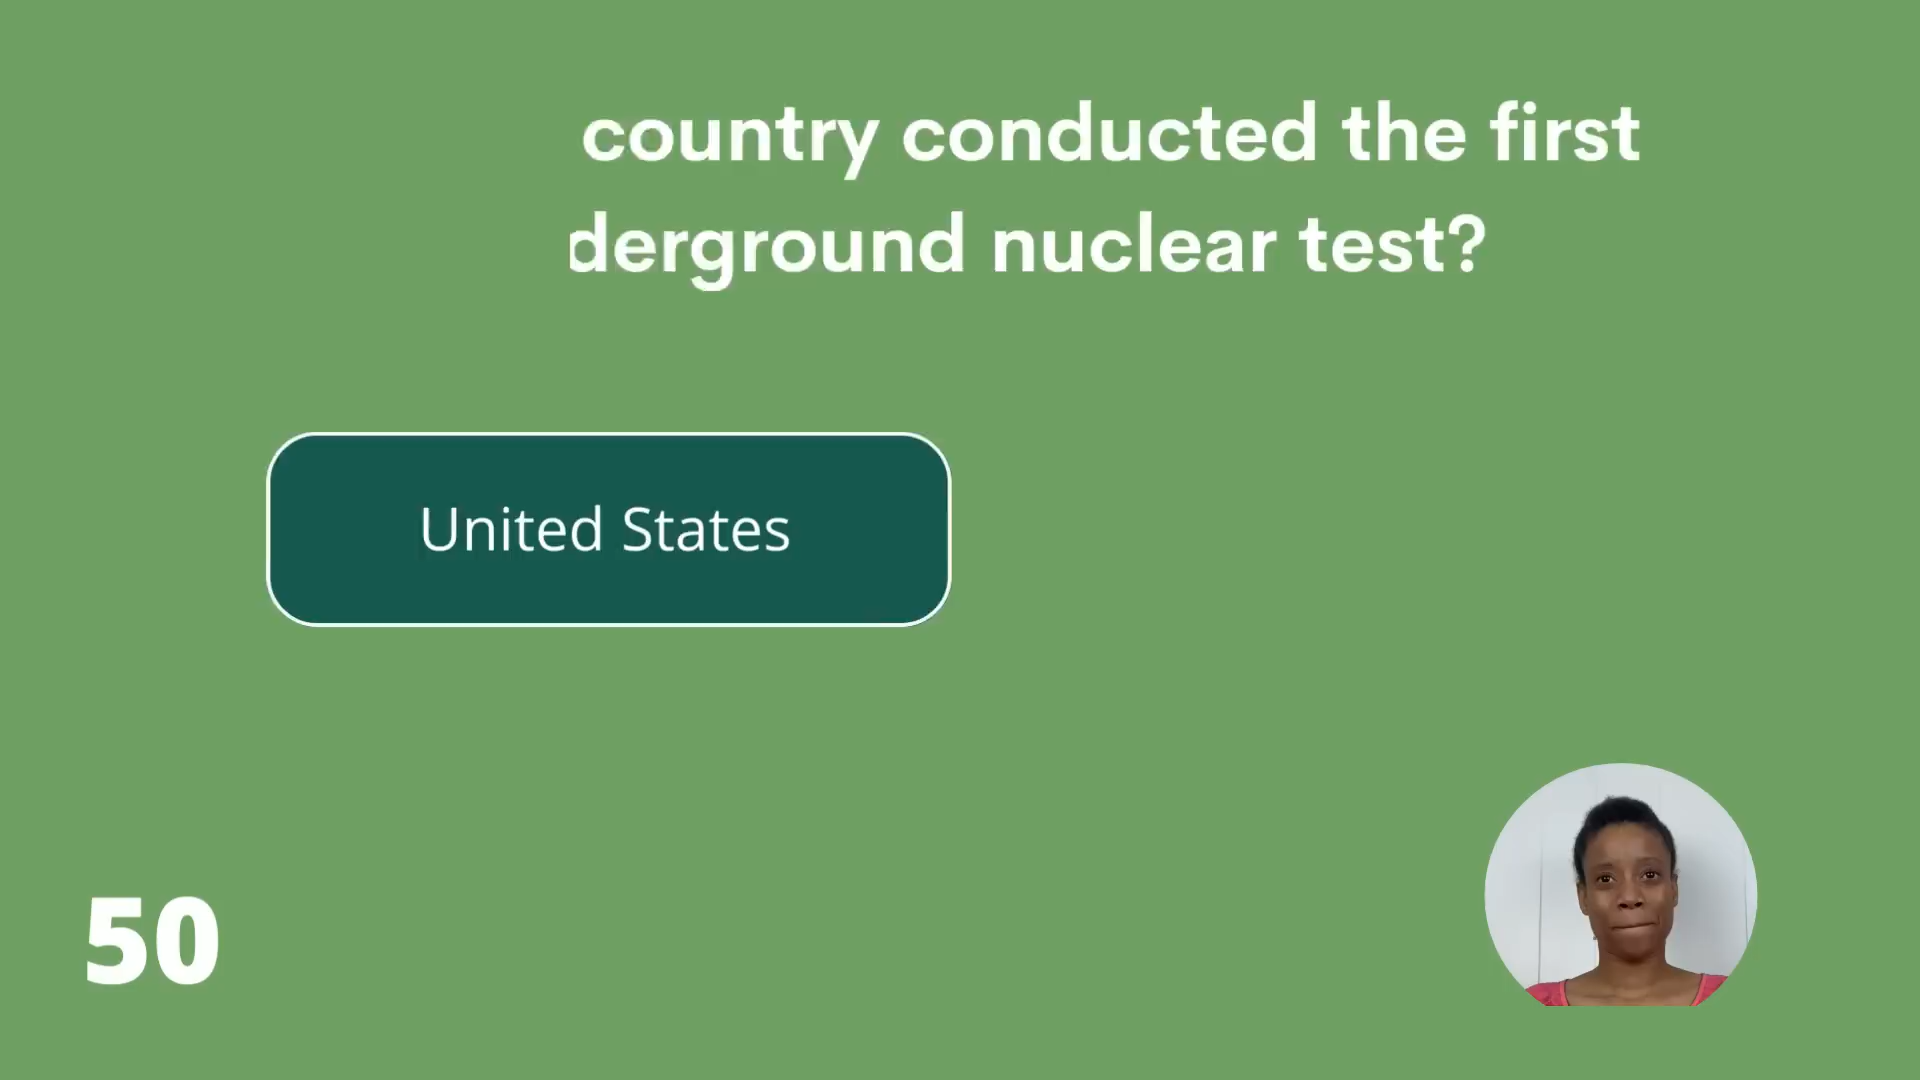 country conducted the first
derground nuclear test?
United States
50